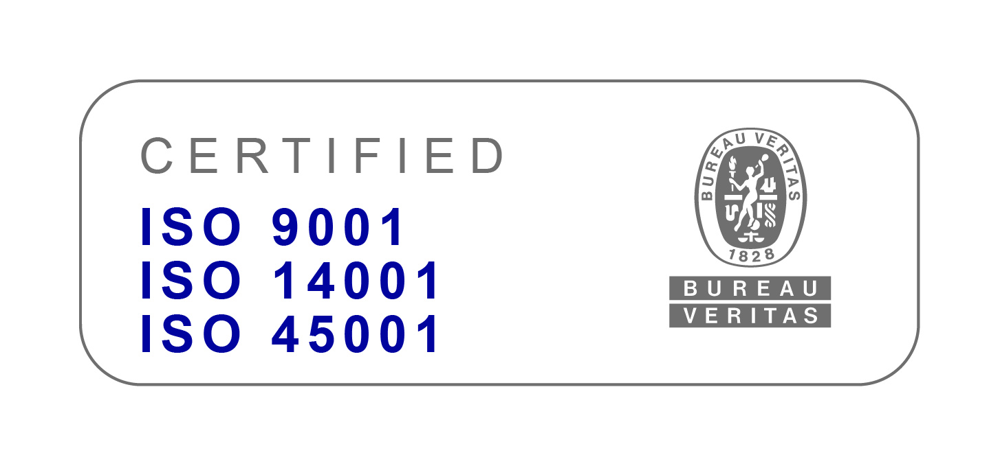 CERTIFIED
ISO 9001
ISO 14001
ISO 45001
BUREAU VERITAS
1828
BUREAU
VERITAS